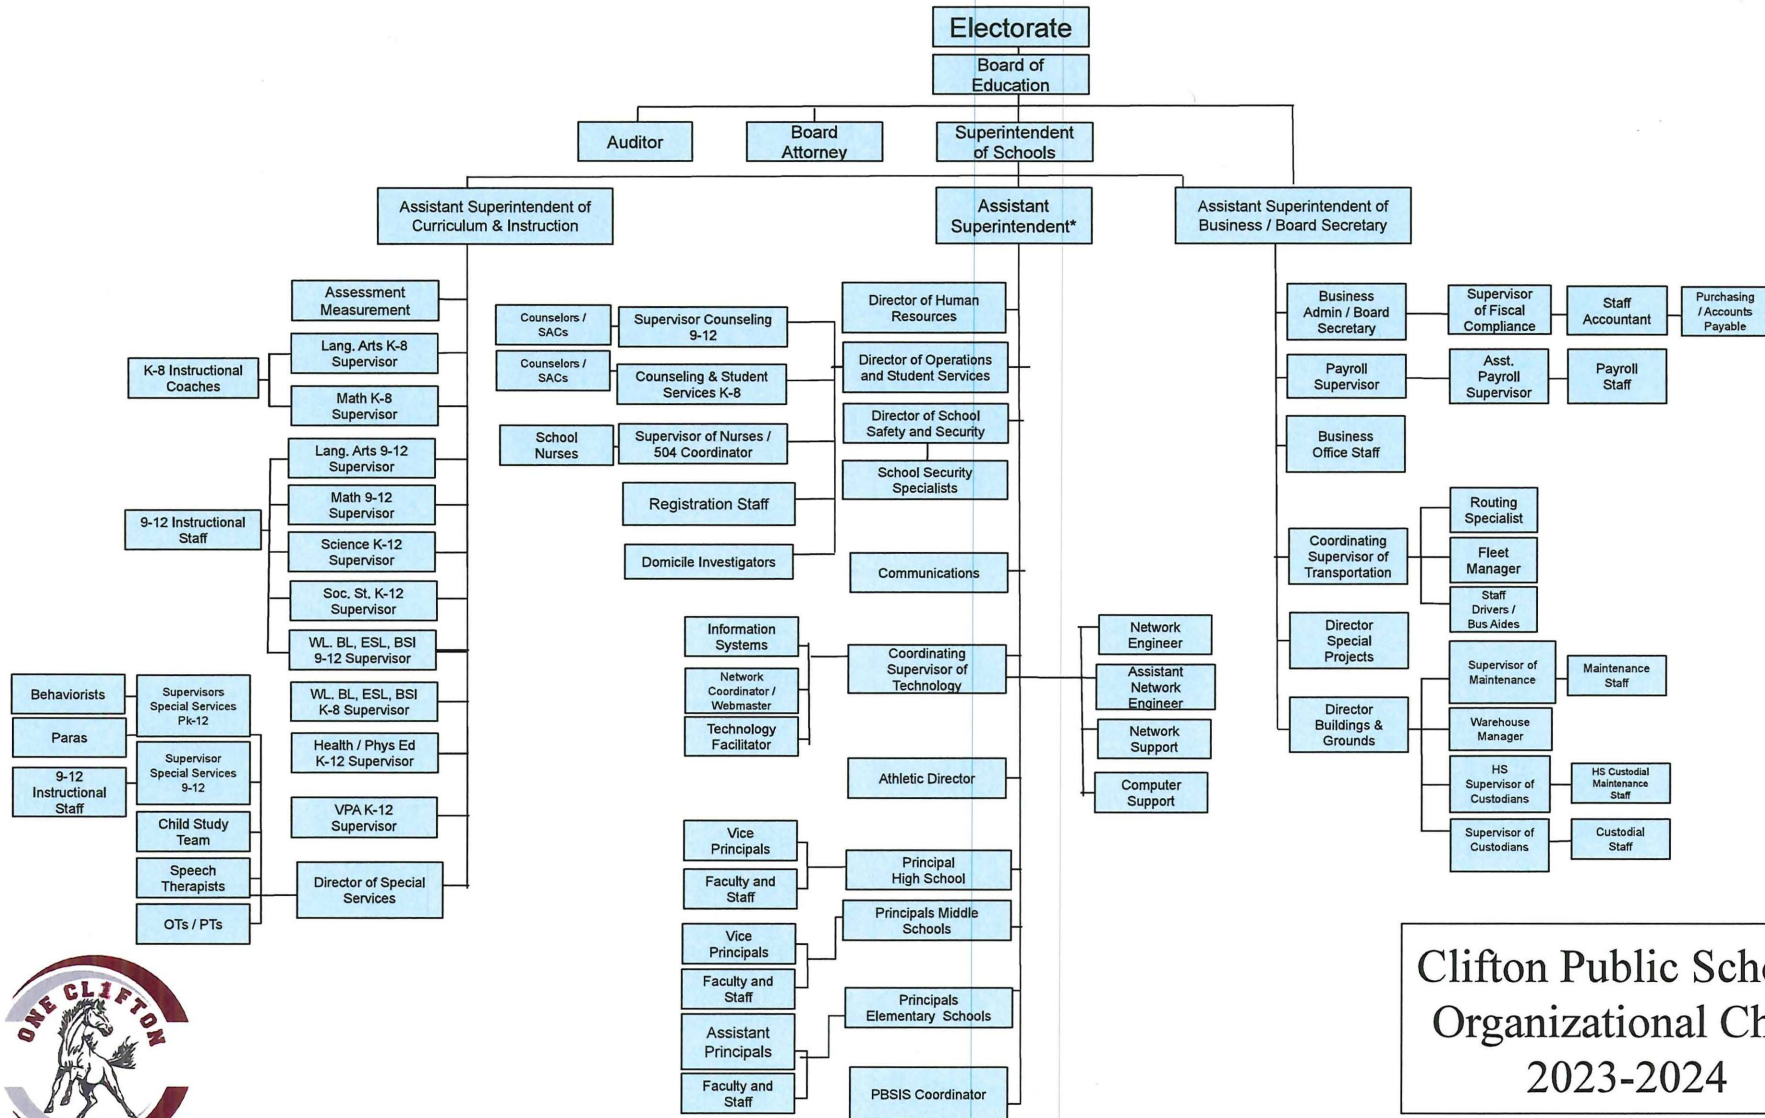 Electorate
Board of
Education
Auditor
Board
Attorney
Superintendent
of Schools
Assistant Superintendent of
Curriculum & Instruction
Assistant
Superintendent*
Assistant Superintendent of
Business / Board Secretary
Assessment
Measurement
Lang. Arts K-8
Supervisor
K-8 Instructional
Coaches
Math K-8
Supervisor
Lang. Arts 9-12
Supervisor
Math 9-12
Supervisor
9-12 Instructional
Staff
Science K-12
Supervisor
Soc. St. K-12
Supervisor
WL. BL, ESL, BSI
9-12 Supervisor
WL. BL, ESL, BSI
K-8 Supervisor
Health / Phys Ed
K-12 Supervisor
VPA K-12
Supervisor
Director of Special
Services
Behaviorists
Supervisors
Special Services
Pk-12
Paras
Supervisor
Special Services
9-12
9-12
Instructional
Staff
Child Study
Team
Speech
Therapists
OTs / PTs
Counselors /
SACs
Supervisor Counseling
9-12
Counselors /
SACs
Counseling & Student
Services K-8
School
Nurses
Supervisor of Nurses /
504 Coordinator
Registration Staff
Domicile Investigators
Director of Human
Resources
Director of Operations
and Student Services
Director of School
Safety and Security
School Security
Specialists
Communications
Information
Systems
Network
Coordinator /
Webmaster
Technology
Facilitator
Coordinating
Supervisor of
Technology
Network
Engineer
Assistant
Network
Engineer
Network
Support
Computer
Support
Athletic Director
Vice
Principals
Faculty and
Staff
Principal
High School
Vice
Principals
Faculty and
Staff
Principals Middle
Schools
Assistant
Principals
Faculty and
Staff
Principals
Elementary Schools
PBSIS Coordinator
Business
Admin / Board
Secretary
Supervisor
of Fiscal
Compliance
Staff
Accountant
Purchasing
/ Accounts
Payable
Payroll
Supervisor
Asst.
Payroll
Supervisor
Payroll
Staff
Business
Office Staff
Coordinating
Supervisor of
Transportation
Routing
Specialist
Fleet
Manager
Staff
Drivers /
Bus Aides
Director
Special
Projects
Director
Buildings &
Grounds
Supervisor of
Maintenance
Maintenance
Staff
Warehouse
Manager
HS
Supervisor of
Custodians
HS Custodial
Maintenance
Staff
Supervisor of
Custodians
Custodial
Staff
ONE CL1FTON
Clifton Public Sch
Organizational Ch
2023-2024